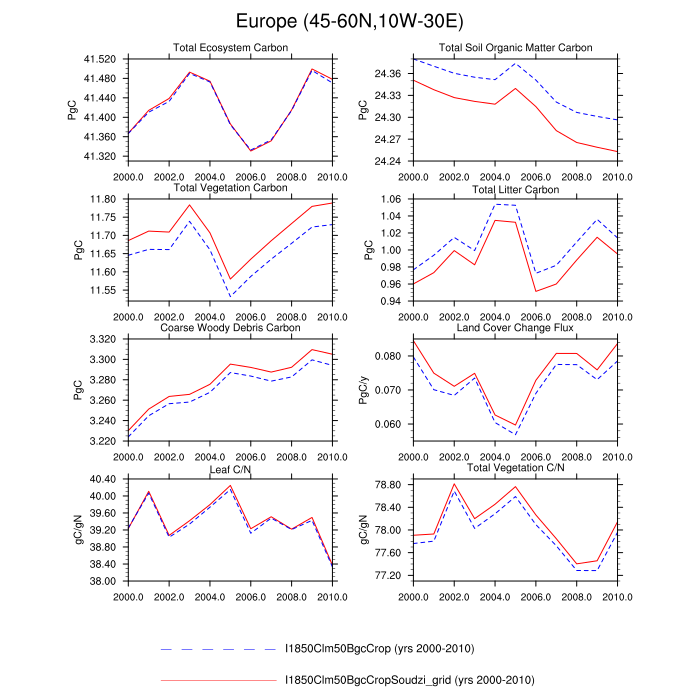 Europe (45-60N,10W-30E)
Total Ecosystem Carbon
PgC
41.520
41.480
41.440
41.400
41.360
41.320
2000.0 2002.0 2004.0 2006.0 2008.0 2010.0
Total Soil Organic Matter Carbon
PgC
24.36
24.33
24.30
24.27
24.24
2000.0 2002.0 2004.0 2006.0 2008.0 2010.0
Total Vegetation Carbon
PgC
11.80
11.75
11.70
11.65
11.60
11.55
2000.0 2002.0 2004.0 2006.0 2008.0 2010.0
Total Litter Carbon
PgC
1.06
1.04
1.02
1.00
0.98
0.96
0.94
2000.0 2002.0 2004.0 2006.0 2008.0 2010.0
Coarse Woody Debris Carbon
PgC
3.320
3.300
3.280
3.260
3.240
3.220
2000.0 2002.0 2004.0 2006.0 2008.0 2010.0
Land Cover Change Flux
PgC/y
0.080
0.070
0.060
2000.0 2002.0 2004.0 2006.0 2008.0 2010.0
Leaf C/N
gC/gN
40.40
40.00
39.60
39.20
38.80
38.40
38.00
2000.0 2002.0 2004.0 2006.0 2008.0 2010.0
Total Vegetation C/N
gC/gN
78.80
78.40
78.00
77.60
77.20
2000.0 2002.0 2004.0 2006.0 2008.0 2010.0
I1850Clm50BgcCrop (yrs 2000-2010)
I1850Clm50BgcCropSoudzi_grid (yrs 2000-2010)